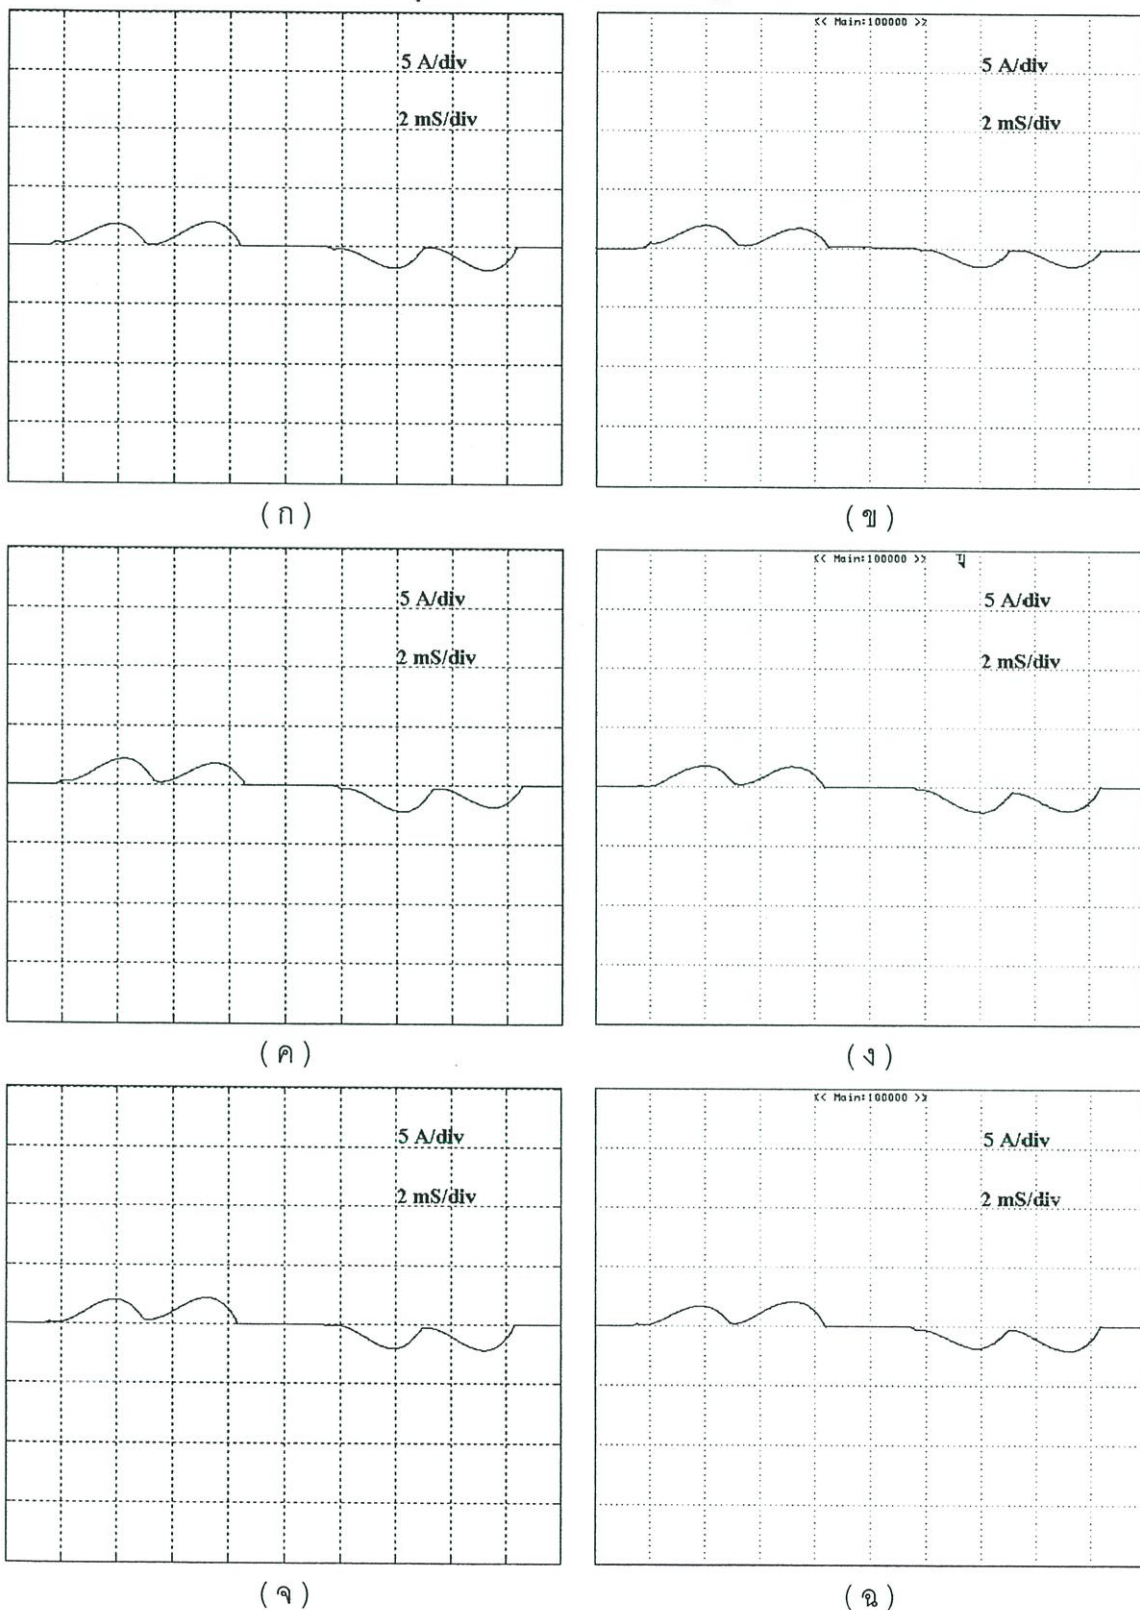 5 A/div
2 mS/div
(ก)
<< Main:100000 >>
5 A/div
2 mS/div
(ข)
5 A/div
2 mS/div
(ค)
<< Main:100000 >>
5 A/div
2 mS/div
(ง)
5 A/div
2 mS/div
(จ)
<< Main:100000 >>
5 A/div
2 mS/div
(ฉ)